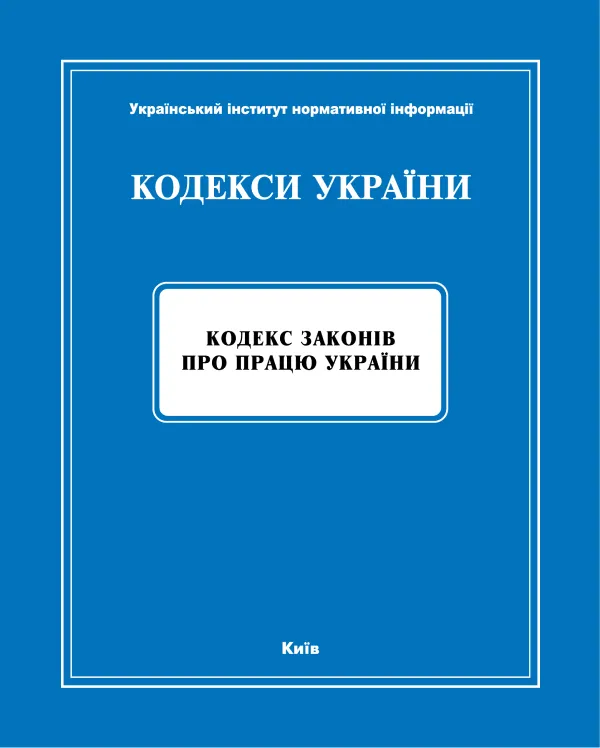 Український інститут нормативної інформації
КОДЕКСИ УКРАЇНИ
КОДЕКС ЗАКОНІВ
ПРО ПРАЦЮ УКРАЇНИ
Київ